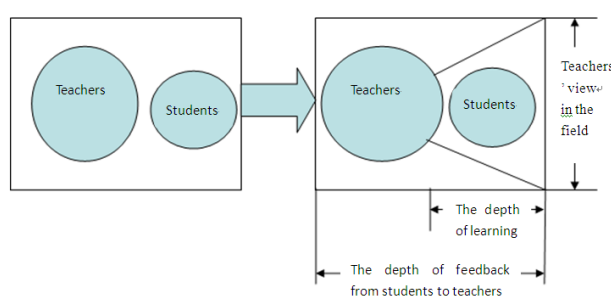 Teachers
Students
Teachers
Students
Teachers
' view
in the
field
The depth
of learning
The depth of feedback
from students to teachers